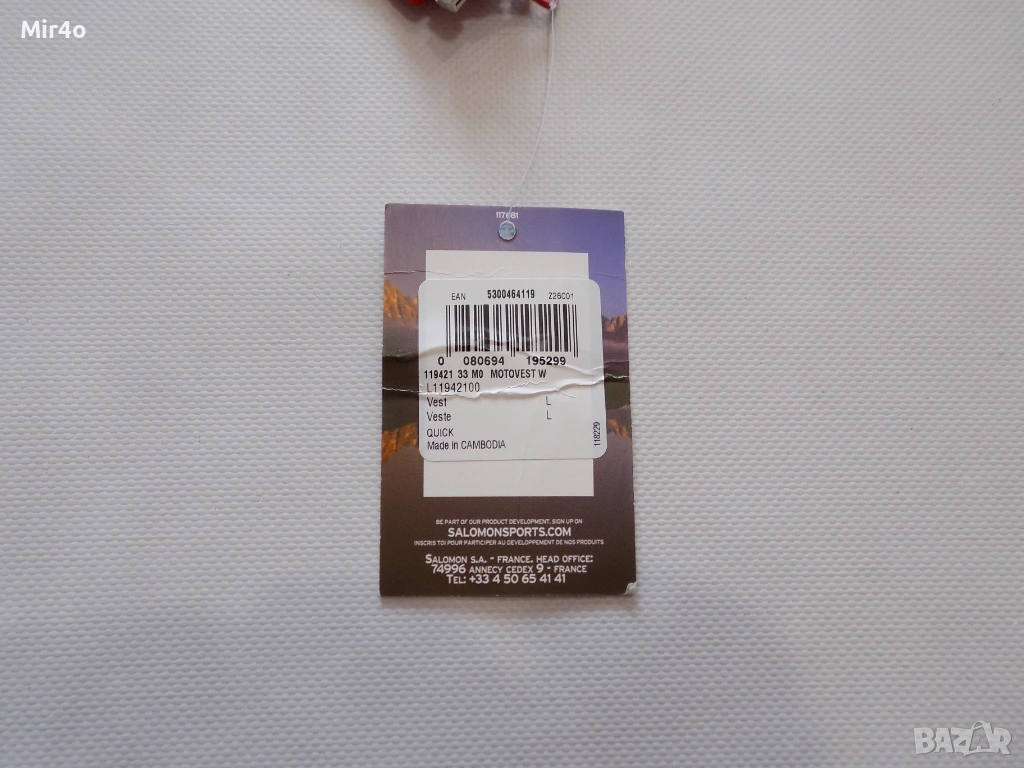 Mir4o
117681
EAN 5300464119 Z26C01
0 080694 195299
119421 33 M0 MOTOVEST W
L11942100
Vest L
Veste L
QUICK
Made in CAMBODIA
118229
BE PART OF OUR PRODUCT DEVELOPMENT, SIGN UP ON
SALOMONSPORTS.COM
INSCRIS TOI POUR PARTICIPER AU DEVELOPPEMENT DE NOS PRODUITS
SALOMON S.A. - FRANCE. HEAD OFFICE:
74996 ANNECY CEDEX 9 - FRANCE
TEL: +33 4 50 65 41 41
BAZAR